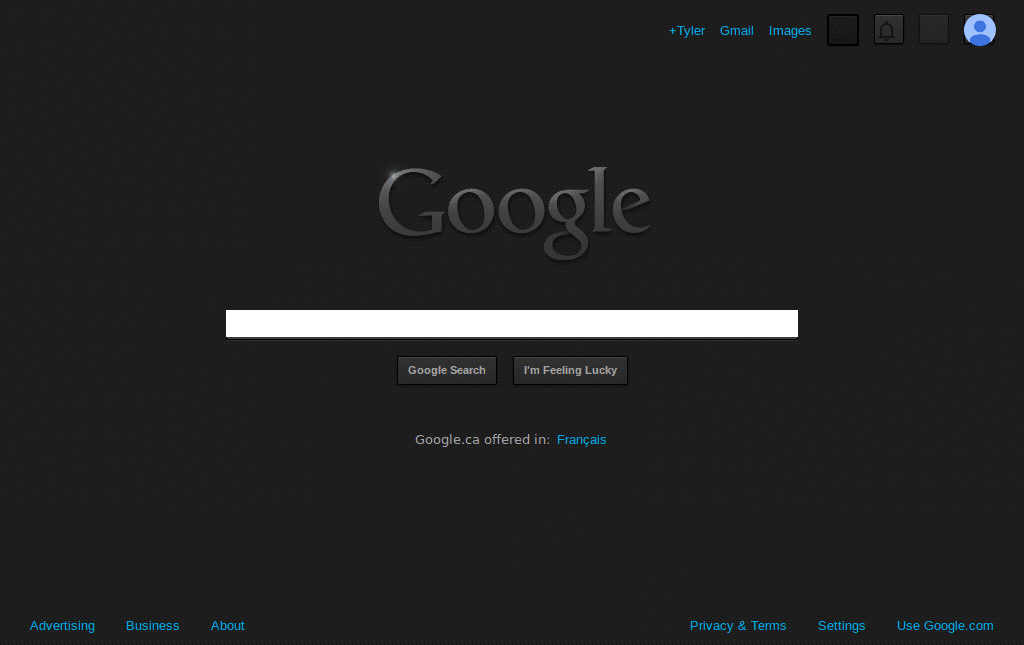 +Tyler Gmail Images
Google
Google Search I'm Feeling Lucky
Google.ca offered in: Français
Advertising Business About Privacy & Terms Settings Use Google.com